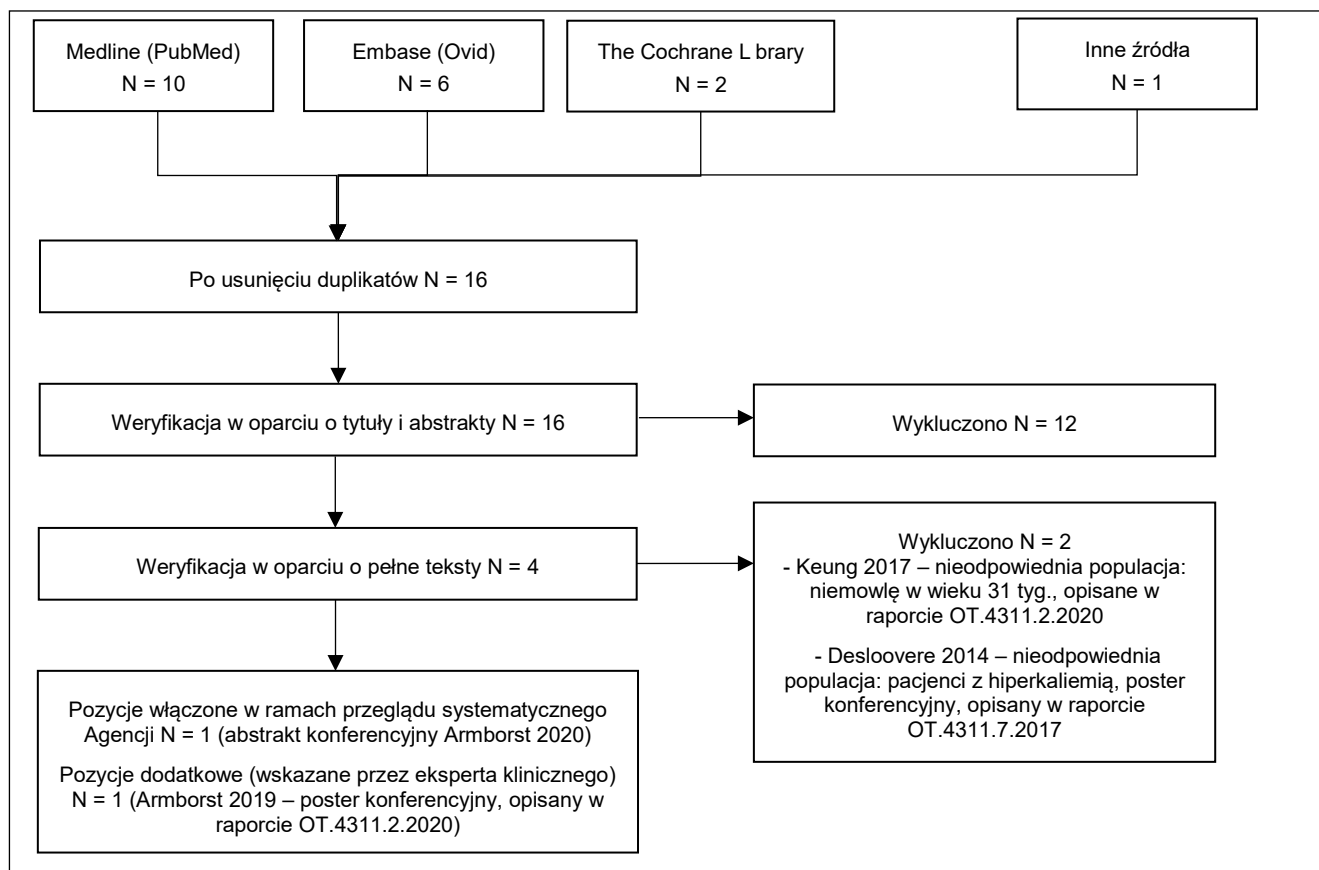 Medline (PubMed)
N = 10
Embase (Ovid)
N = 6
The Cochrane L brary
N = 2
Inne źródła
N = 1
Po usunięciu duplikatów N = 16
Weryfikacja w oparciu o tytuły i abstrakty N = 16
Wykluczono N = 12
Weryfikacja w oparciu o pełne teksty N = 4
Wykluczono N = 2
- Keung 2017 – nieodpowiednia populacja:
niemowlę w wieku 31 tyg., opisane w
raporcie OT.4311.2.2020
- Desloovere 2014 – nieodpowiednia
populacja: pacjenci z hiperkaliemią, poster
konferencyjny, opisany w raporcie
OT.4311.7.2017
Pozycje włączone w ramach przeglądu systematycznego
Agencji N = 1 (abstrakt konferencyjny Armborst 2020)
Pozycje dodatkowe (wskazane przez eksperta klinicznego)
N = 1 (Armborst 2019 – poster konferencyjny, opisany w
raporcie OT.4311.2.2020)